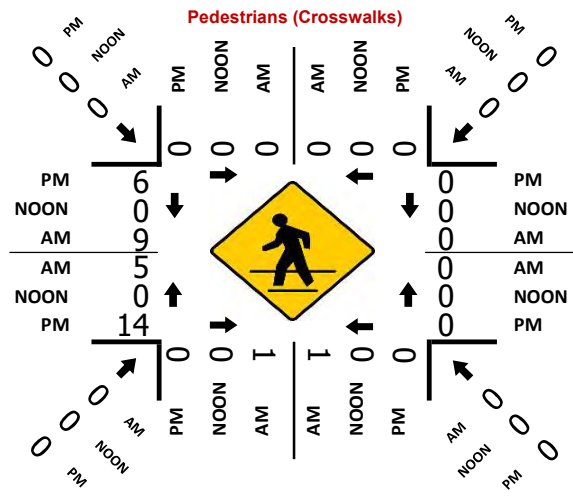 Pedestrians (Crosswalks)
0 0 0
PM NOON AM
PM NOON AM
AM NOON PM
AM NOON PM
0 0 0
0 0 0
0 0 0
PM 6
NOON 0
AM 9
AM 5
NOON 0
PM 14
0 PM
0 NOON
0 AM
0 AM
0 NOON
0 PM
0 0 1
1 0 0
PM NOON AM
AM NOON PM
0 0 0
AM NOON PM
0 0 0
AM NOON PM